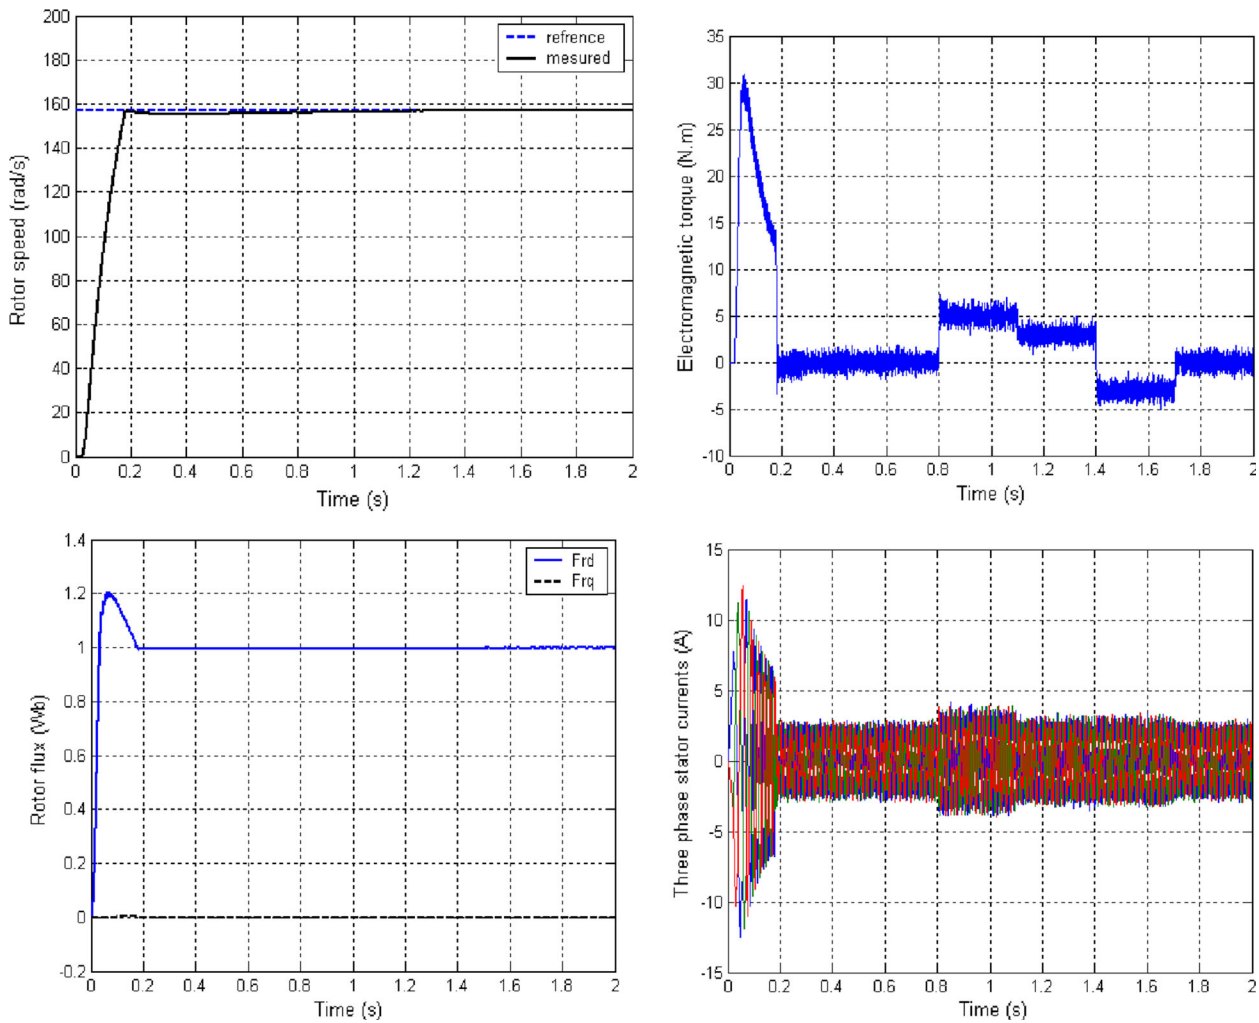 200
180
160
140
120
100
80
60
40
20
0
Rotor speed (rad/s)
refrence
mesured
0 0.2 0.4 0.6 0.8 1 1.2 1.4 1.6 1.8 2
Time (s)
35
30
25
20
15
10
5
0
-5
-10
Electromagnetic torque (N.m)
0 0.2 0.4 0.6 0.8 1 1.2 1.4 1.6 1.8 2
Time (s)
1.4
1.2
1
0.8
0.6
0.4
0.2
0
-0.2
Rotor flux (Wb)
Frd
Frq
0 0.2 0.4 0.6 0.8 1 1.2 1.4 1.6 1.8 2
Time (s)
15
10
5
0
-5
-10
-15
Three phase stator currents (A)
0 0.2 0.4 0.6 0.8 1 1.2 1.4 1.6 1.8 2
Time (s)